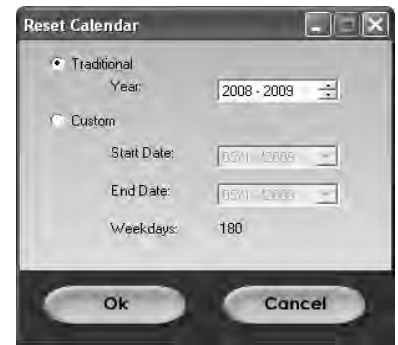 Reset Calendar
Traditional
Year: 2008 - 2009
Custom
Start Date:
End Date:
Weekdays: 180
Ok Cancel